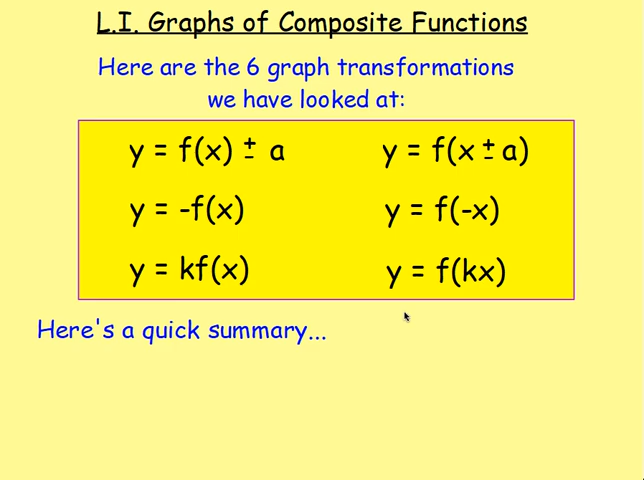 L.I. Graphs of Composite Functions
Here are the 6 graph transformations
we have looked at:
y = f(x) ± a
y = f(x ± a)
y = -f(x)
y = f(-x)
y = kf(x)
y = f(kx)
Here's a quick summary...